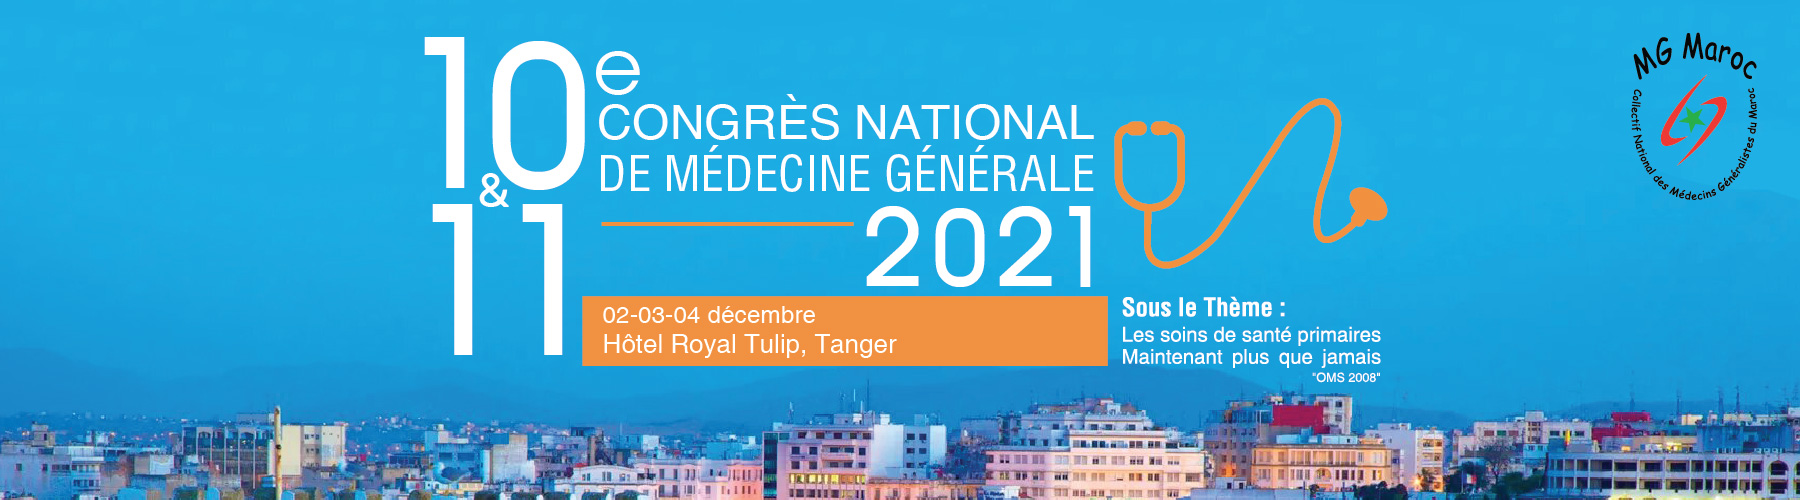 10e
&
11
CONGRÈS NATIONAL
DE MÉDECINE GÉNÉRALE
2021
02-03-04 décembre
Hôtel Royal Tulip, Tanger
Sous le Thème :
Les soins de santé primaires
Maintenant plus que jamais
"OMS 2008"
MG Maroc
Collectif National des Médecins Généralistes du Maroc